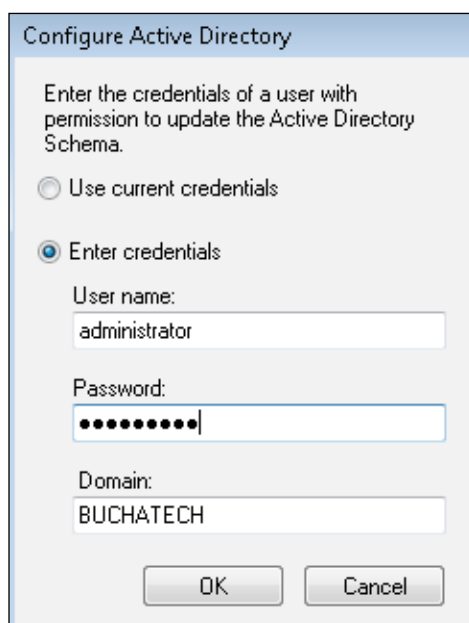 Configure Active Directory
Enter the credentials of a user with
permission to update the Active Directory
Schema.
Use current credentials
Enter credentials
User name:
administrator
Password:
●●●●●●●●●
Domain:
BUCHATECH
OK
Cancel